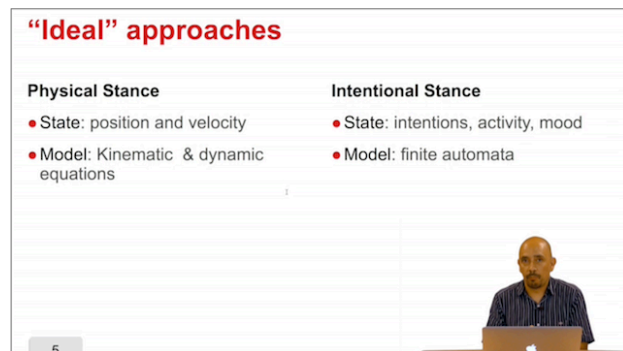 “Ideal” approaches
Physical Stance
● State: position and velocity
● Model: Kinematic & dynamic
equations
Intentional Stance
● State: intentions, activity, mood
● Model: finite automata
5